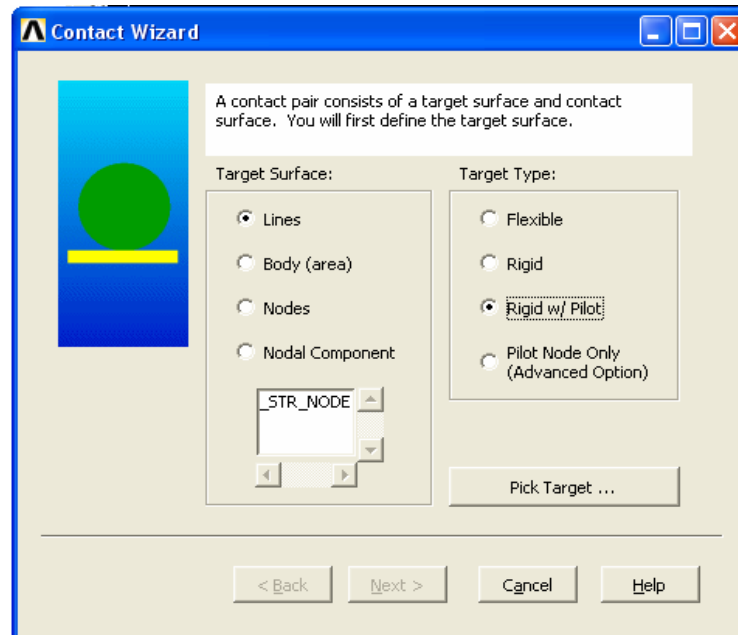 Contact Wizard
A contact pair consists of a target surface and contact
surface. You will first define the target surface.
Target Surface:
Lines
Body (area)
Nodes
Nodal Component
_STR_NODE
Target Type:
Flexible
Rigid
Rigid w/ Pilot
Pilot Node Only
(Advanced Option)
Pick Target ...
< Back
Next >
Cancel
Help